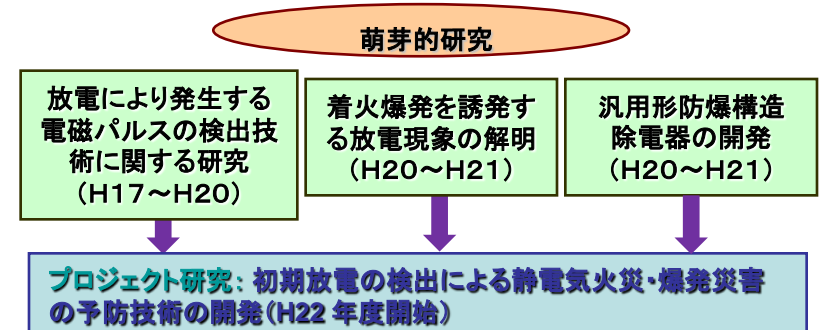 萌芽的研究
放電により発生する
電磁パルスの検出技
術に関する研究
（H17～H20）
着火爆発を誘発す
る放電現象の解明
（H20～H21）
汎用形防爆構造
除電器の開発
（H20～H21）
プロジェクト研究：初期放電の検出による静電気火災・爆発災害
の予防技術の開発（H22 年度開始）